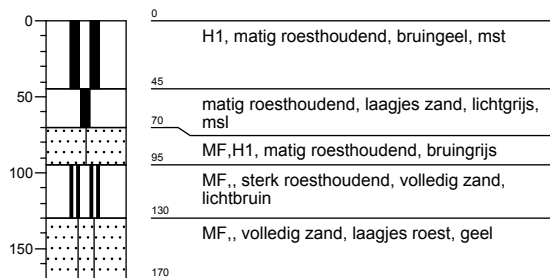 0
0
H1, matig roesthoudend, bruingeel, mst
45
50
matig roesthoudend, laagjes zand, lichtgrijs,
msl
70
MF,H1, matig roesthoudend, bruingrijs
95
100
MF,, sterk roesthoudend, volledig zand,
lichtbruin
130
MF,, volledig zand, laagjes roest, geel
150
170